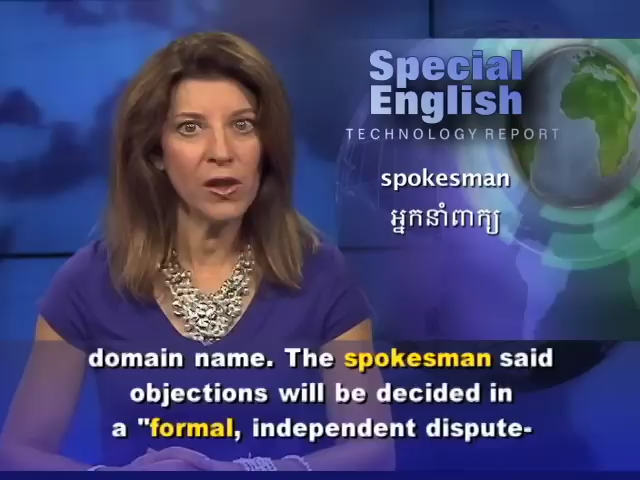 Special
English
TECHNOLOGY REPORT
spokesman
អ្នកនាំពាក្យ
domain name. The spokesman said
objections will be decided in
a "formal, independent dispute-